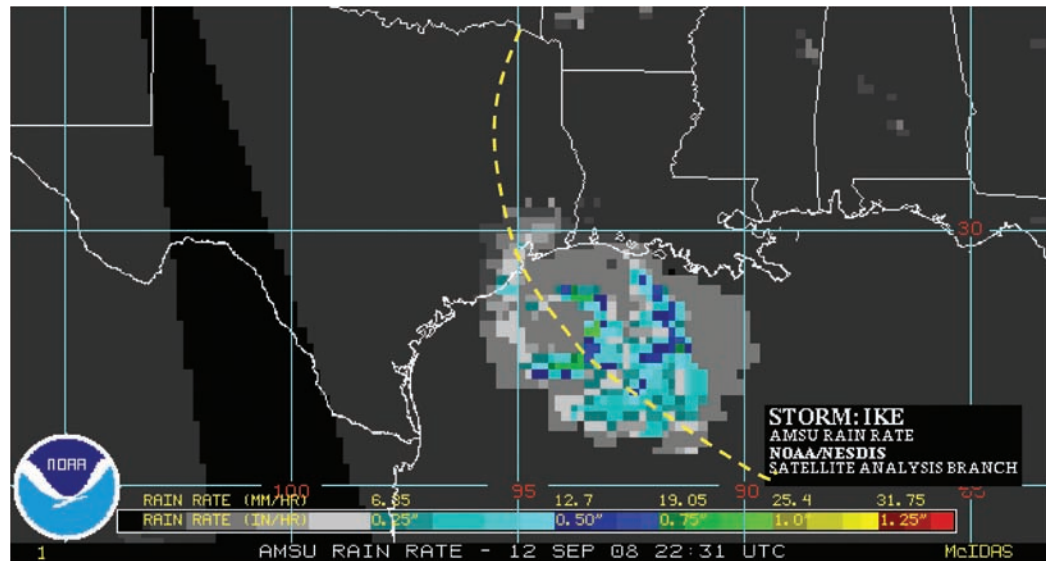 30
STORM: IKE
AMSU RAIN RATE
NOAA/NESDIS
SATELLITE ANALYSIS BRANCH
NOAA
100 95 90
RAIN RATE (MM/HR) 6.35 12.7 19.05 25.4 31.75
RAIN RATE (IN/HR) 0.25" 0.50" 0.75" 1.0" 1.25"
1 AMSU RAIN RATE - 12 SEP 08 22:31 UTC McIDAS